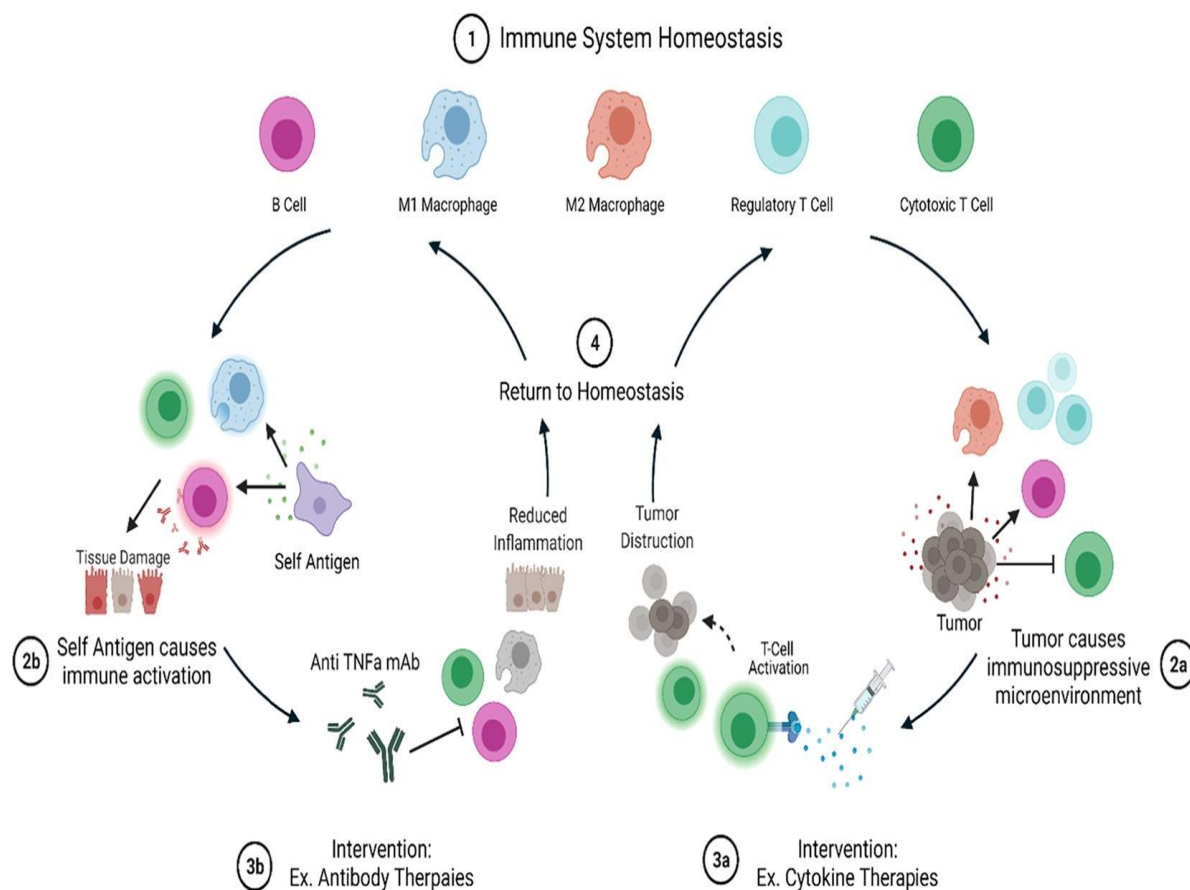 1 Immune System Homeostasis
B Cell
M1 Macrophage
M2 Macrophage
Regulatory T Cell
Cytotoxic T Cell
4
Return to Homeostasis
Self Antigen
Tissue Damage
2b
Self Antigen causes
immune activation
Anti TNFa mAb
Reduced
Inflammation
3b
Intervention:
Ex. Antibody Therpaies
Tumor
Distruction
T-Cell
Activation
3a
Intervention:
Ex. Cytokine Therapies
Tumor
Tumor causes
immunosuppressive
microenvironment
2a